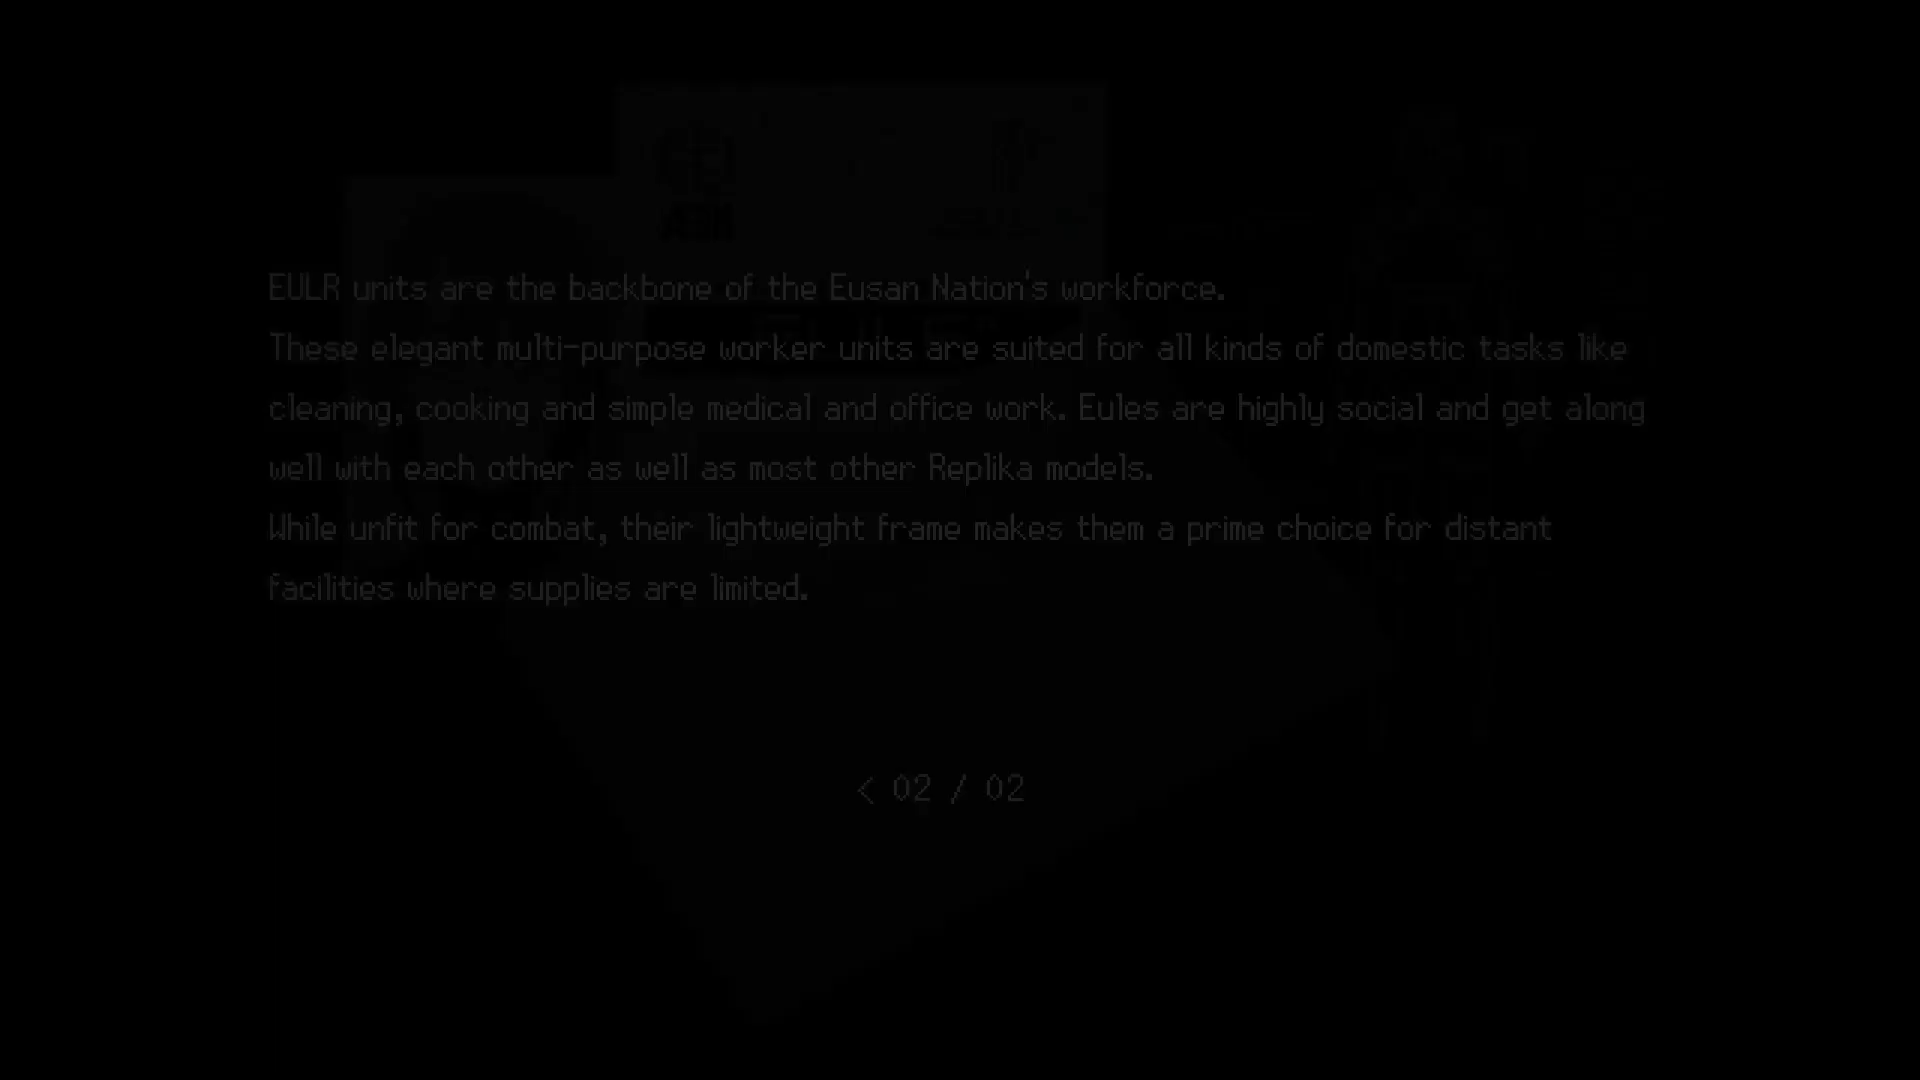 EULR units are the backbone of the Eusan Nation's workforce.
These elegant multi-purpose worker units are suited for all kinds of domestic tasks like
cleaning, cooking and simple medical and office work. Eules are highly social and get along
well with each other as well as most other Replika models.
While unfit for combat, their lightweight frame makes them a prime choice for distant
facilities where supplies are limited.
< 02 / 02